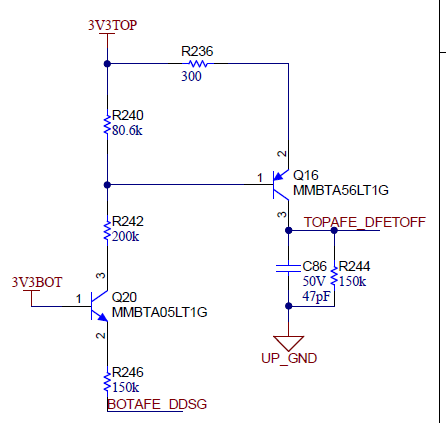 3V3TOP
R236
300
R240
80.6k
2
1
Q16
MMBTA56LT1G
3
R242
200k
TOPAFE_DFETOFF
3V3BOT
3
1
Q20
MMBTA05LT1G
2
C86
50V
47pF
R244
150k
UP_GND
R246
150k
BOTAFE_DDSG